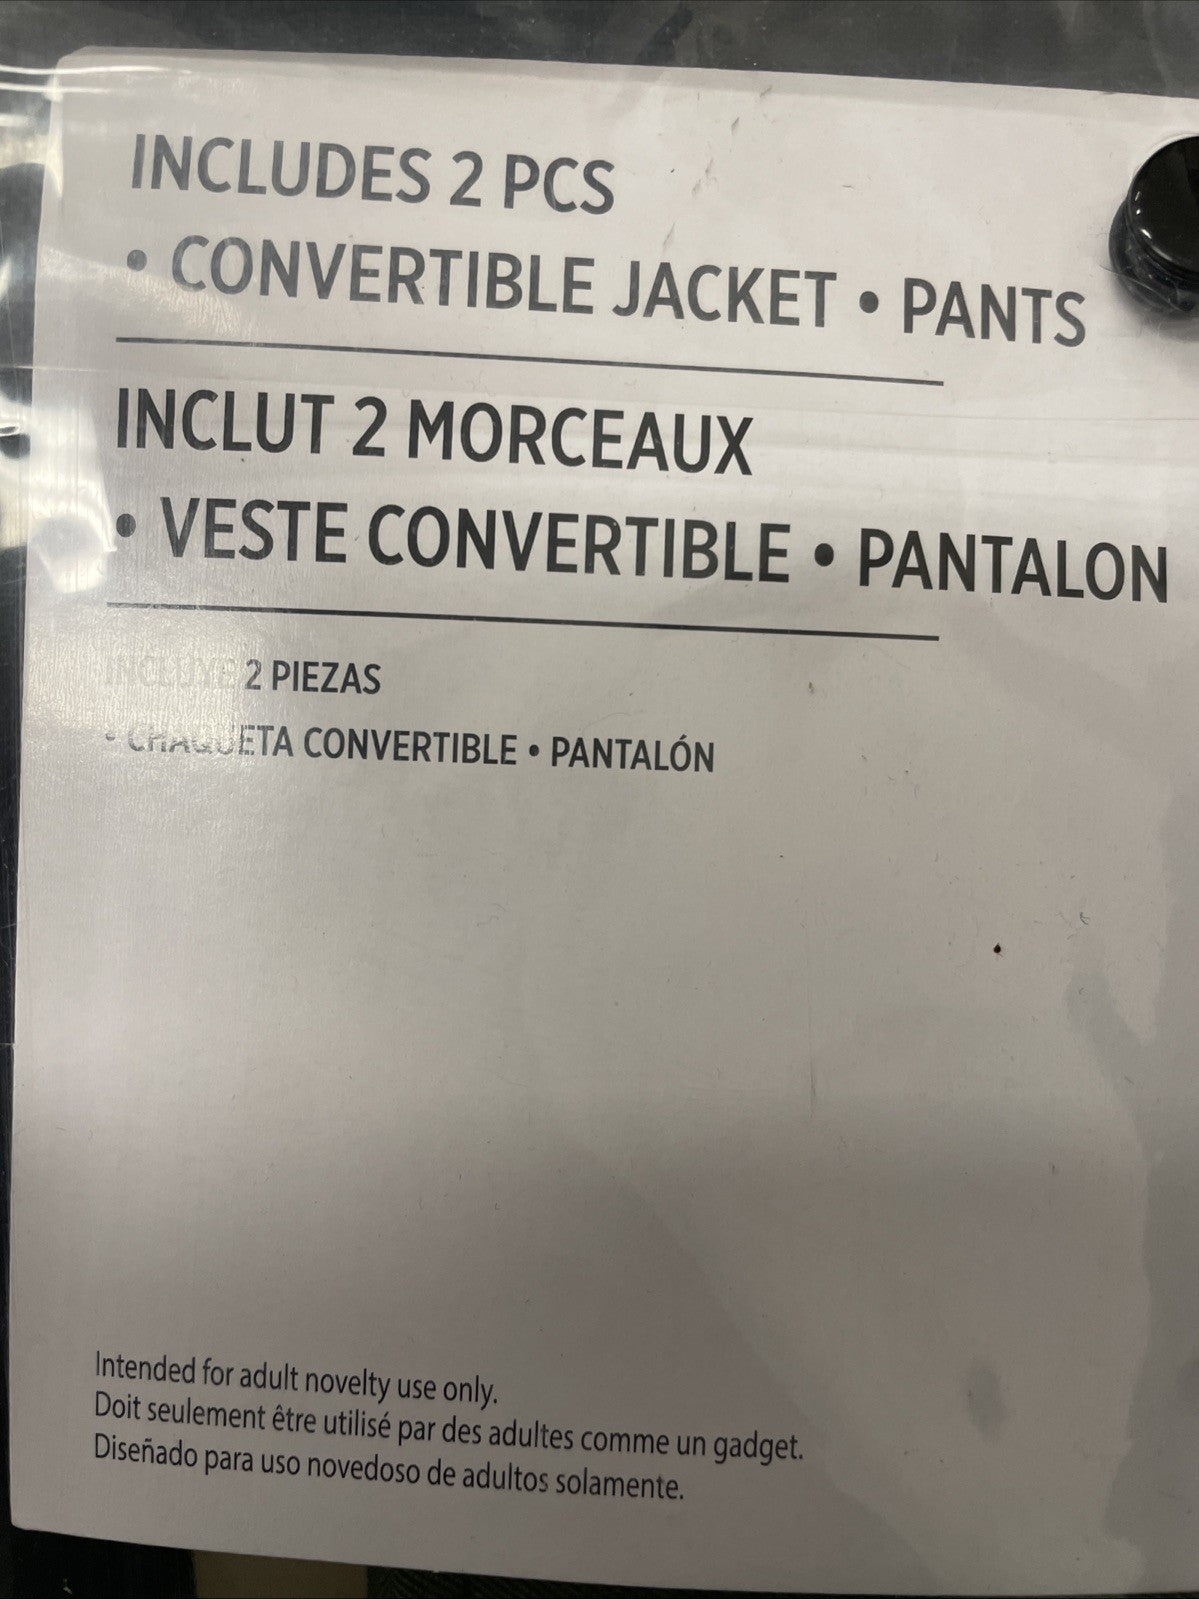 INCLUDES 2 PCS
• CONVERTIBLE JACKET • PANTS
INCLUT 2 MORCEAUX
• VESTE CONVERTIBLE • PANTALON
INCLUYE 2 PIEZAS
• CHAQUETA CONVERTIBLE • PANTALÓN
Intended for adult novelty use only.
Doit seulement être utilisé par des adultes comme un gadget.
Diseñado para uso novedoso de adultos solamente.